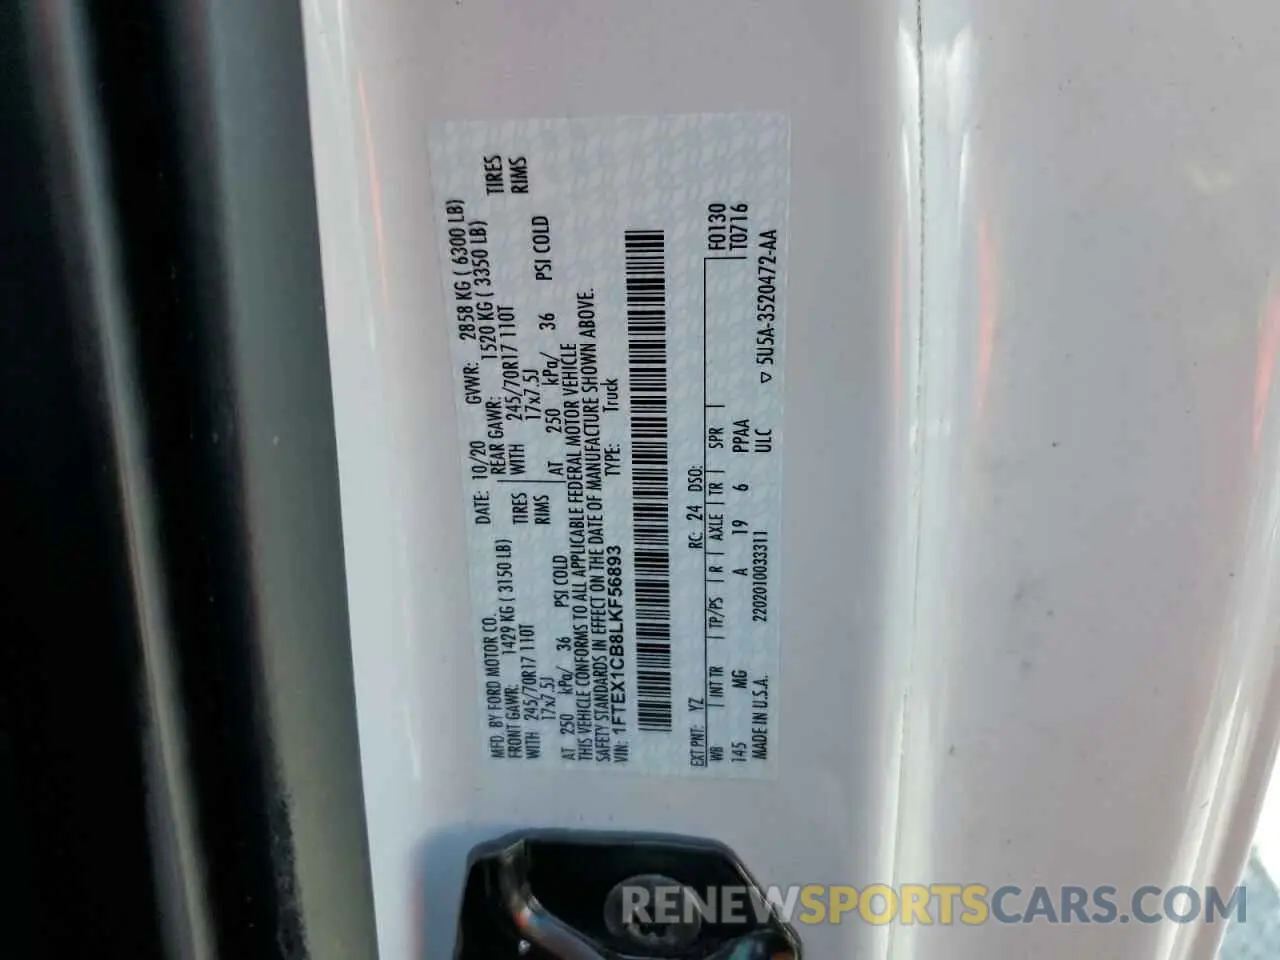 MFD. BY FORD MOTOR CO.
DATE: 10/20 GVWR: 2858 KG ( 6300 LB)
FRONT GAWR: 1429 KG ( 3150 LB) REAR GAWR: 1520 KG ( 3350 LB)
WITH 245/70R17 110T TIRES WITH 245/70R17 110T TIRES
17x7.5J RIMS 17x7.5J RIMS
AT 250 kPa/ 36 PSI COLD AT 250 kPa/ 36 PSI COLD
THIS VEHICLE CONFORMS TO ALL APPLICABLE FEDERAL MOTOR VEHICLE
SAFETY STANDARDS IN EFFECT ON THE DATE OF MANUFACTURE SHOWN ABOVE.
VIN: 1FTEX1CB8LKF56893 TYPE: Truck
EXT PNT: YZ RC: 24 DSO: F0130
WB INT TR TP/PS R AXLE TR SPR T0716
145 MG A 19 6 PPAA
MADE IN U.S.A. 2202010033311 ULC ▽ 5U5A-3520472-AA
RENEWSPORTSCARS.COM